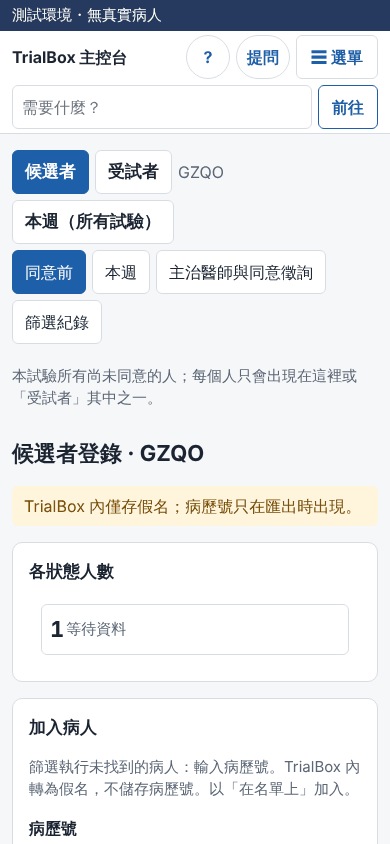 測試環境・無真實病人
TrialBox 主控台
?
提問
☰ 選單
需要什麼？
前往
候選者
受試者
GZQO
本週（所有試驗）
同意前
本週
主治醫師與同意徵詢
篩選紀錄
本試驗所有尚未同意的人；每個人只會出現在這裡或
「受試者」其中之一。
候選者登錄 · GZQO
TrialBox 內僅存假名；病歷號只在匯出時出現。
各狀態人數
1 等待資料
加入病人
篩選執行未找到的病人：輸入病歷號。TrialBox 內
轉為假名，不儲存病歷號。以「在名單上」加入。
病歷號